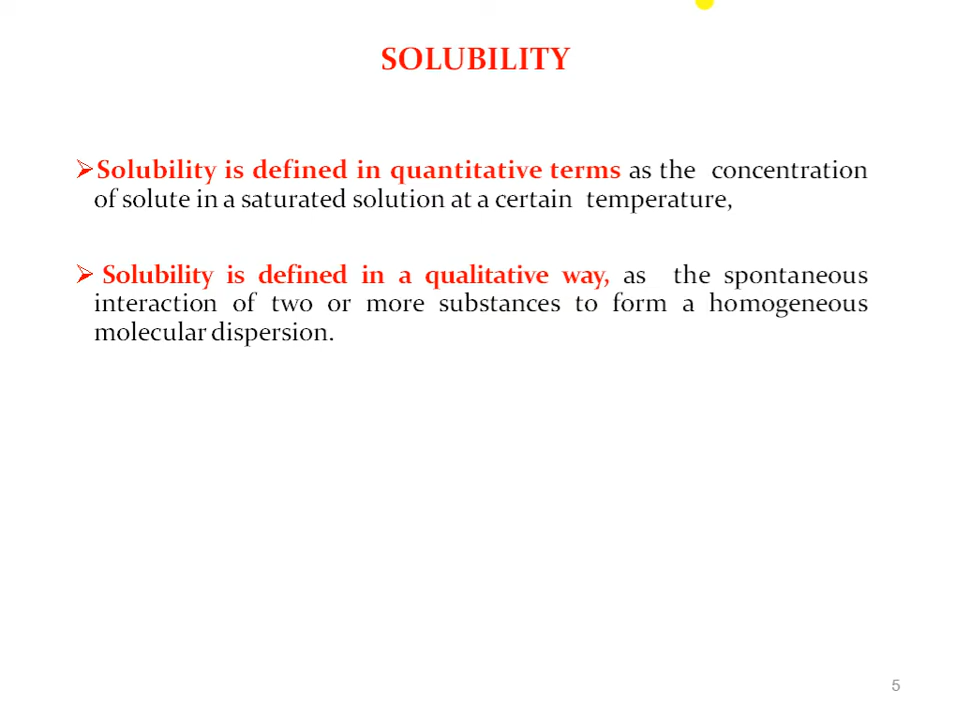 SOLUBILITY
➢Solubility is defined in quantitative terms as the concentration
of solute in a saturated solution at a certain temperature,
➢ Solubility is defined in a qualitative way, as the spontaneous
interaction of two or more substances to form a homogeneous
molecular dispersion.
5